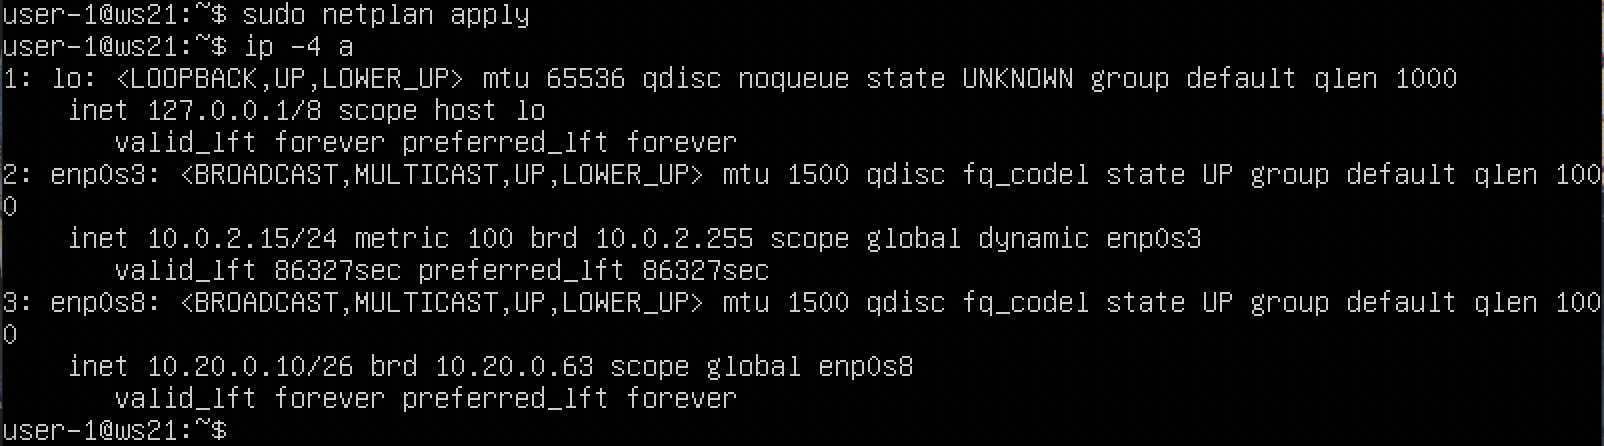 user-1@ws21:~$ sudo netplan apply
user-1@ws21:~$ ip -4 a
1: lo: <LOOPBACK,UP,LOWER_UP> mtu 65536 qdisc noqueue state UNKNOWN group default qlen 1000
    inet 127.0.0.1/8 scope host lo
       valid_lft forever preferred_lft forever
2: enp0s3: <BROADCAST,MULTICAST,UP,LOWER_UP> mtu 1500 qdisc fq_codel state UP group default qlen 100
0
    inet 10.0.2.15/24 metric 100 brd 10.0.2.255 scope global dynamic enp0s3
       valid_lft 86327sec preferred_lft 86327sec
3: enp0s8: <BROADCAST,MULTICAST,UP,LOWER_UP> mtu 1500 qdisc fq_codel state UP group default qlen 100
0
    inet 10.20.0.10/26 brd 10.20.0.63 scope global enp0s8
       valid_lft forever preferred_lft forever
user-1@ws21:~$